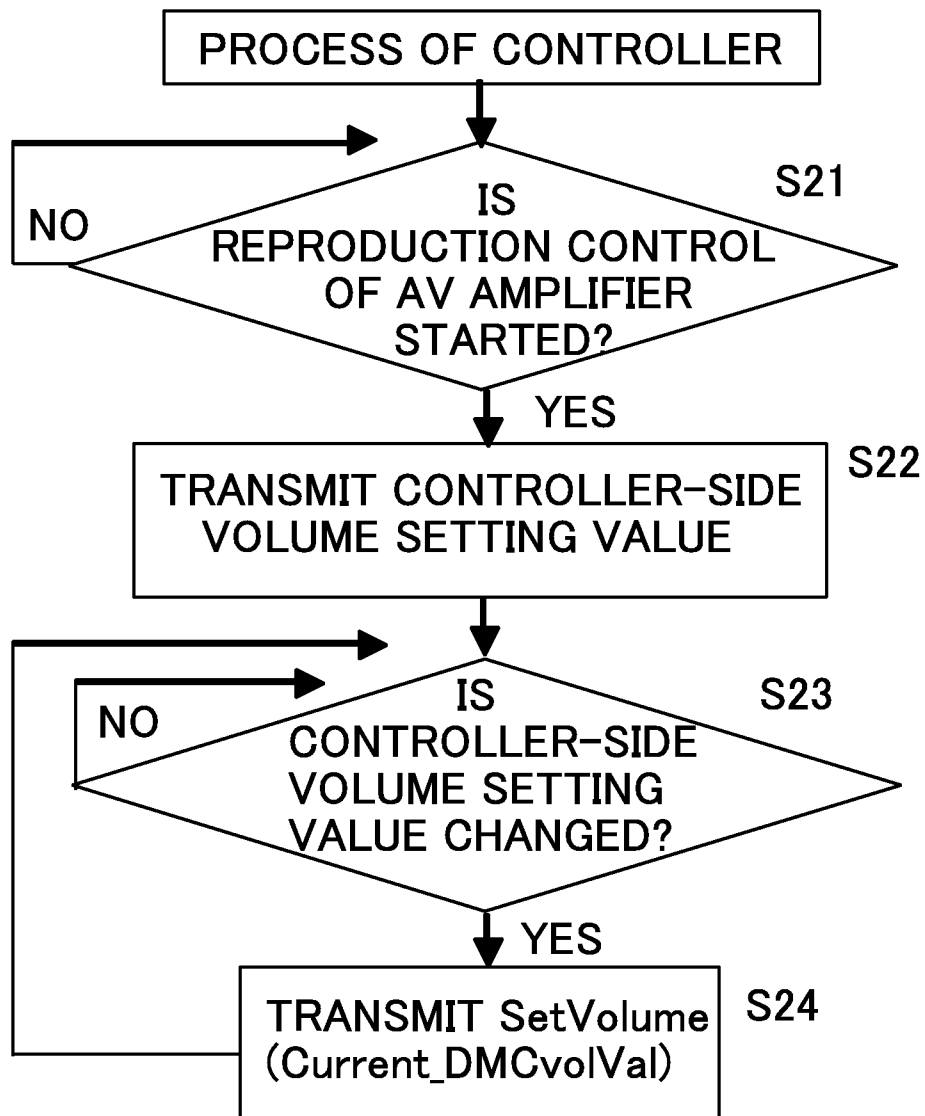 PROCESS OF CONTROLLER
S21
IS
NO
REPRODUCTION CONTROL
OF AV AMPLIFIER
STARTED?
YES
S22
TRANSMIT CONTROLLER-SIDE
VOLUME SETTING VALUE
IS
S23
NO
CONTROLLER-SIDE
VOLUME SETTING
VALUE CHANGED?
YES
S24
TRANSMIT SetVolume
(Current_DMCvolVal)